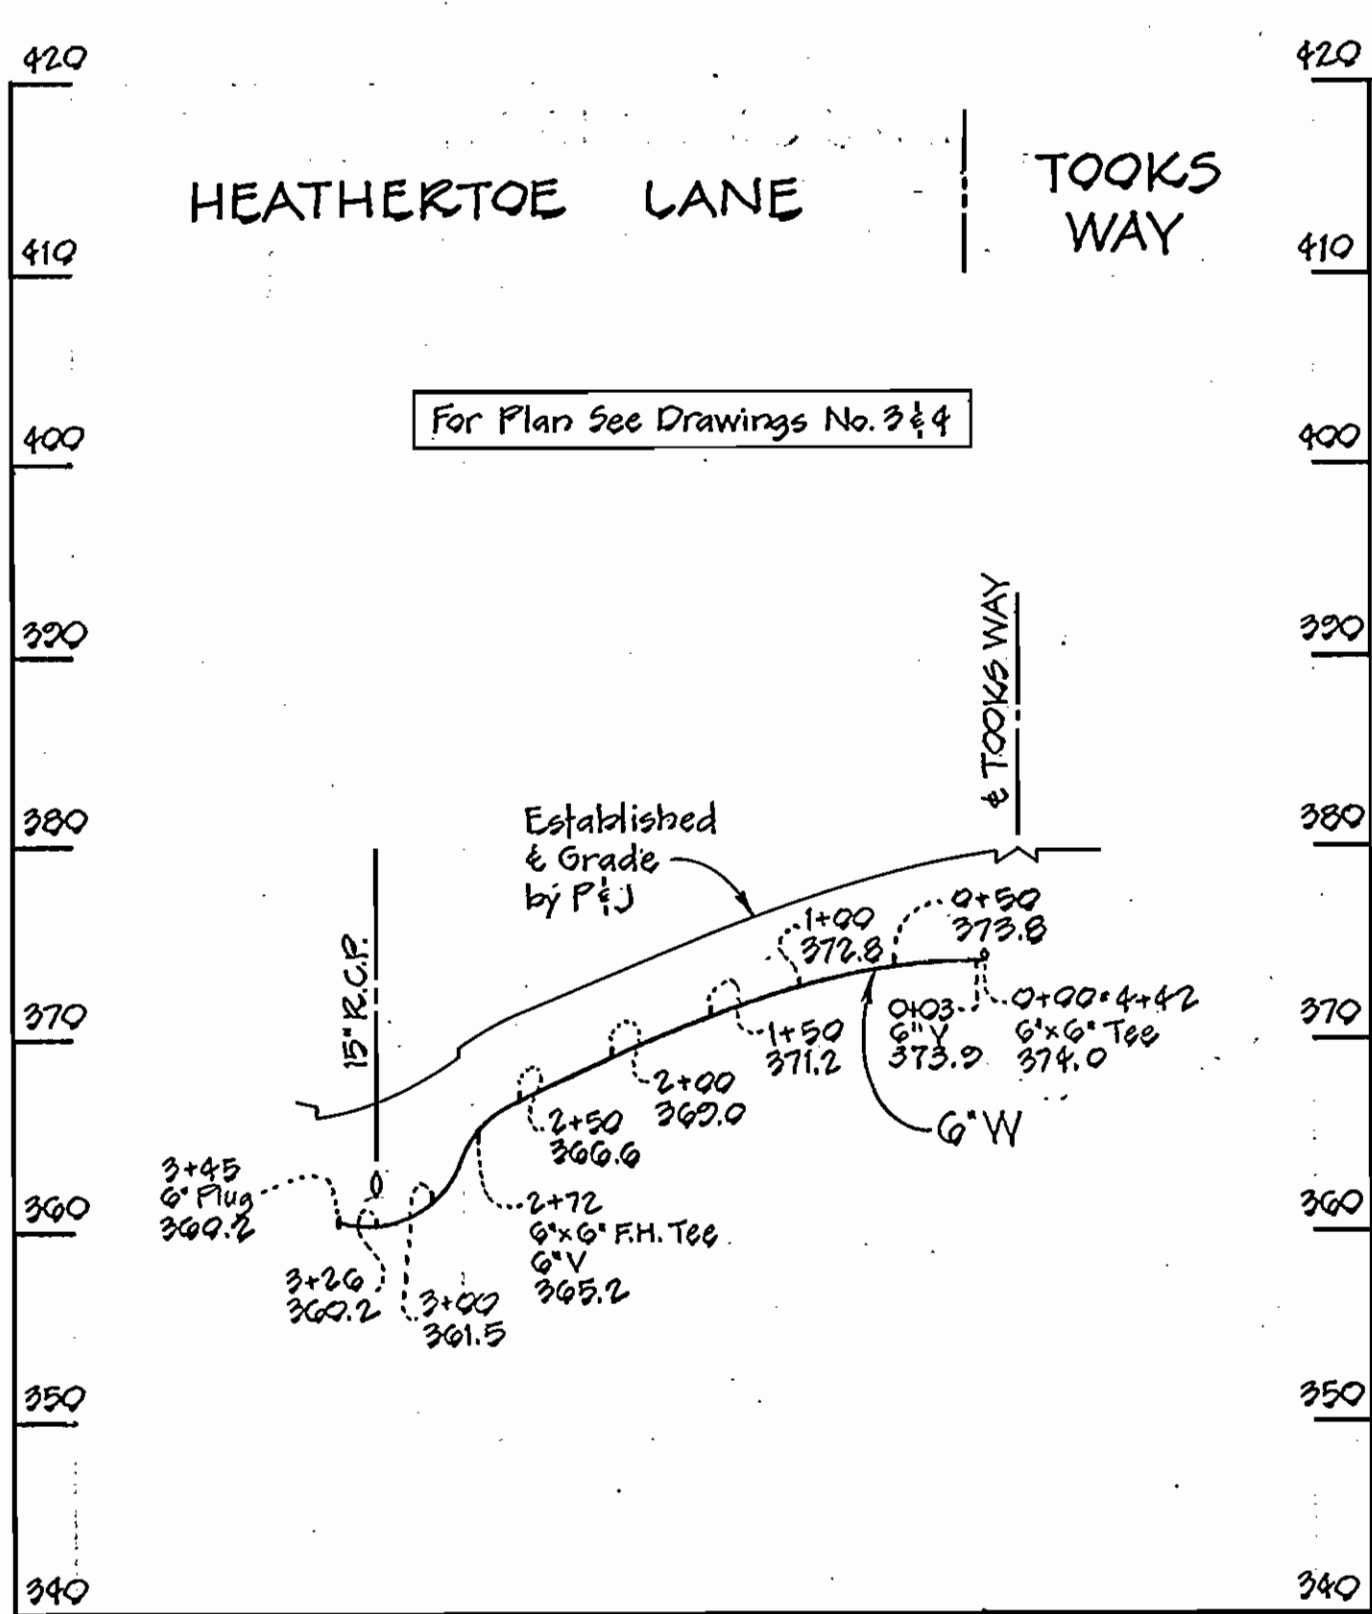 420
420
HEATHERTOE LANE
TOOKS
WAY
410
410
For Plan See Drawings No. 3 & 4
400
400
390
390
℄ TOOKS WAY
380
380
Established
℄ Grade
by P & J
15" R.C.P.
0+50
373.8
1+00
372.8
370
370
0+00=4+42
6"x6" Tee
374.0
0+03
6" V
373.9
1+50
371.2
2+00
369.0
6" W
2+50
366.6
3+45
6" Plug
360.2
2+72
6"x6" F.H. Tee
6" V
365.2
360
360
3+26
360.2
3+00
361.5
350
350
340
340